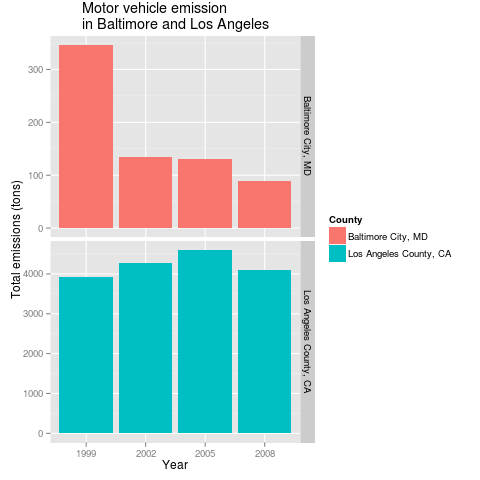 Motor vehicle emission
in Baltimore and Los Angeles
Total emissions (tons)
300
200
100
0
Baltimore City, MD
4000
3000
2000
1000
0
Los Angeles County, CA
1999 2002 2005 2008
Year
County
Baltimore City, MD
Los Angeles County, CA